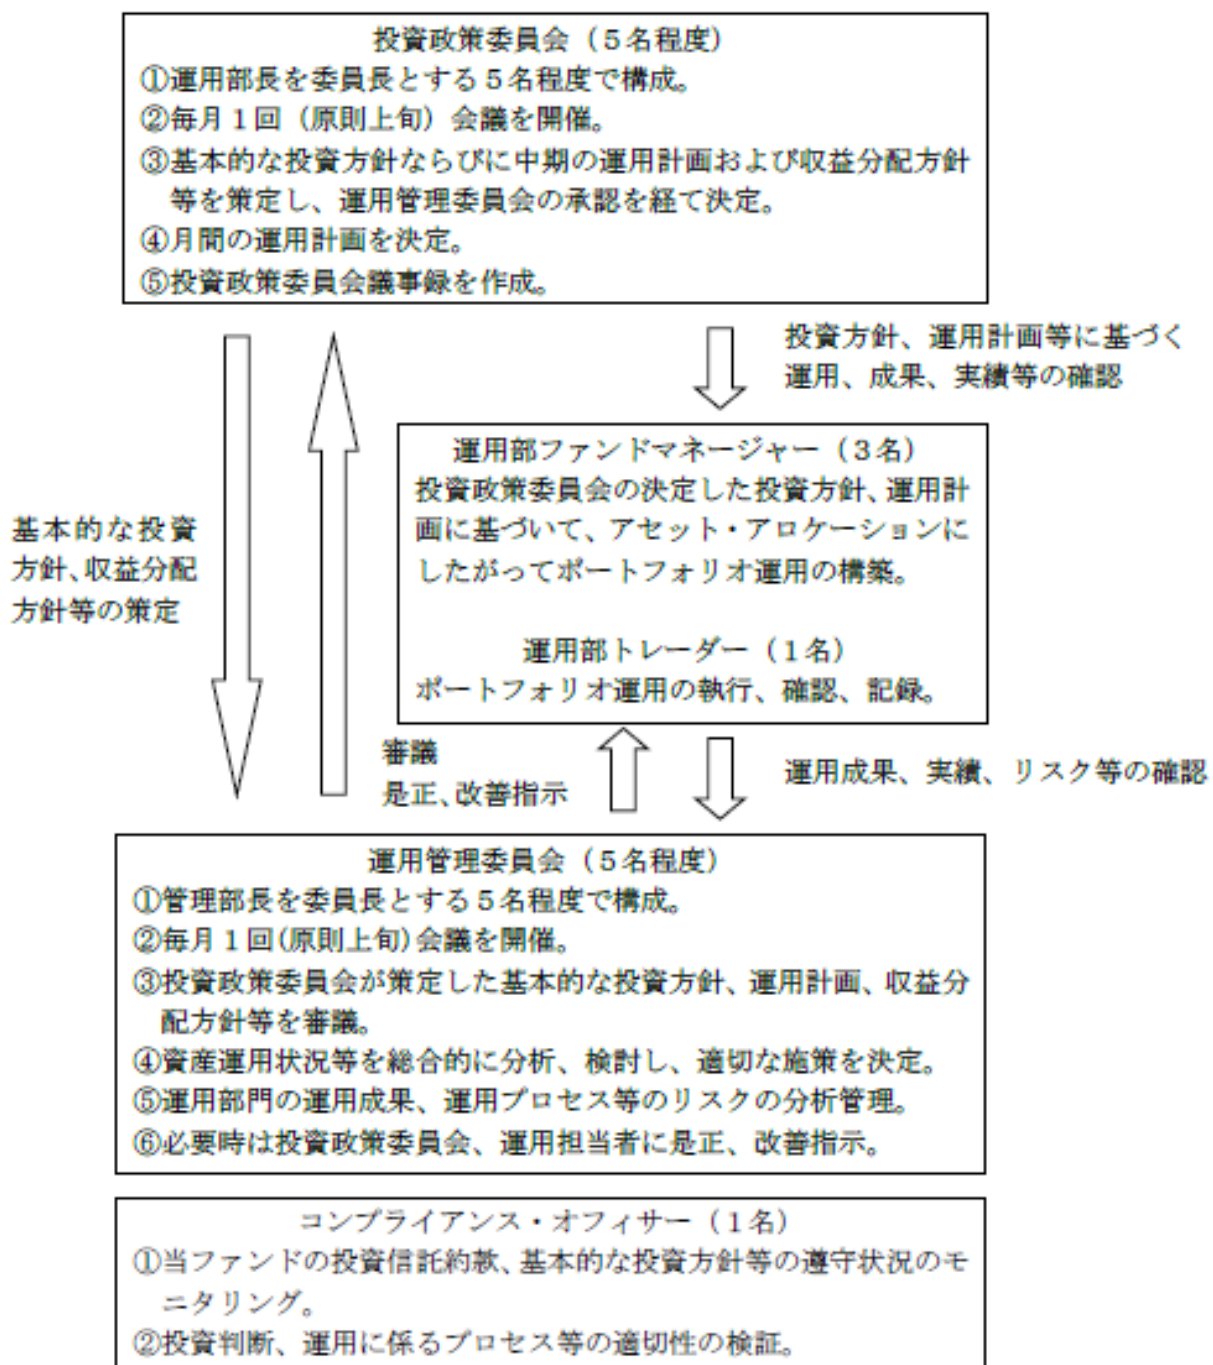 投資政策委員会（５名程度）
①運用部長を委員長とする５名程度で構成。
②毎月１回（原則上旬）会議を開催。
③基本的な投資方針ならびに中期の運用計画および収益分配方針
等を策定し、運用管理委員会の承認を経て決定。
④月間の運用計画を決定。
⑤投資政策委員会議事録を作成。
投資方針、運用計画等に基づく
運用、成果、実績等の確認
運用部ファンドマネージャー（３名）
投資政策委員会の決定した投資方針、運用計
画に基づいて、アセット・アロケーションに
したがってポートフォリオ運用の構築。
運用部トレーダー（１名）
ポートフォリオ運用の執行、確認、記録。
基本的な投資
方針、収益分配
方針等の策定
審議
是正、改善指示
運用成果、実績、リスク等の確認
運用管理委員会（５名程度）
①管理部長を委員長とする５名程度で構成。
②毎月１回(原則上旬)会議を開催。
③投資政策委員会が策定した基本的な投資方針、運用計画、収益分
配方針等を審議。
④資産運用状況等を総合的に分析、検討し、適切な施策を決定。
⑤運用部門の運用成果、運用プロセス等のリスクの分析管理。
⑥必要時は投資政策委員会、運用担当者に是正、改善指示。
コンプライアンス・オフィサー（１名）
①当ファンドの投資信託約款、基本的な投資方針等の遵守状況のモ
ニタリング。
②投資判断、運用に係るプロセス等の適切性の検証。